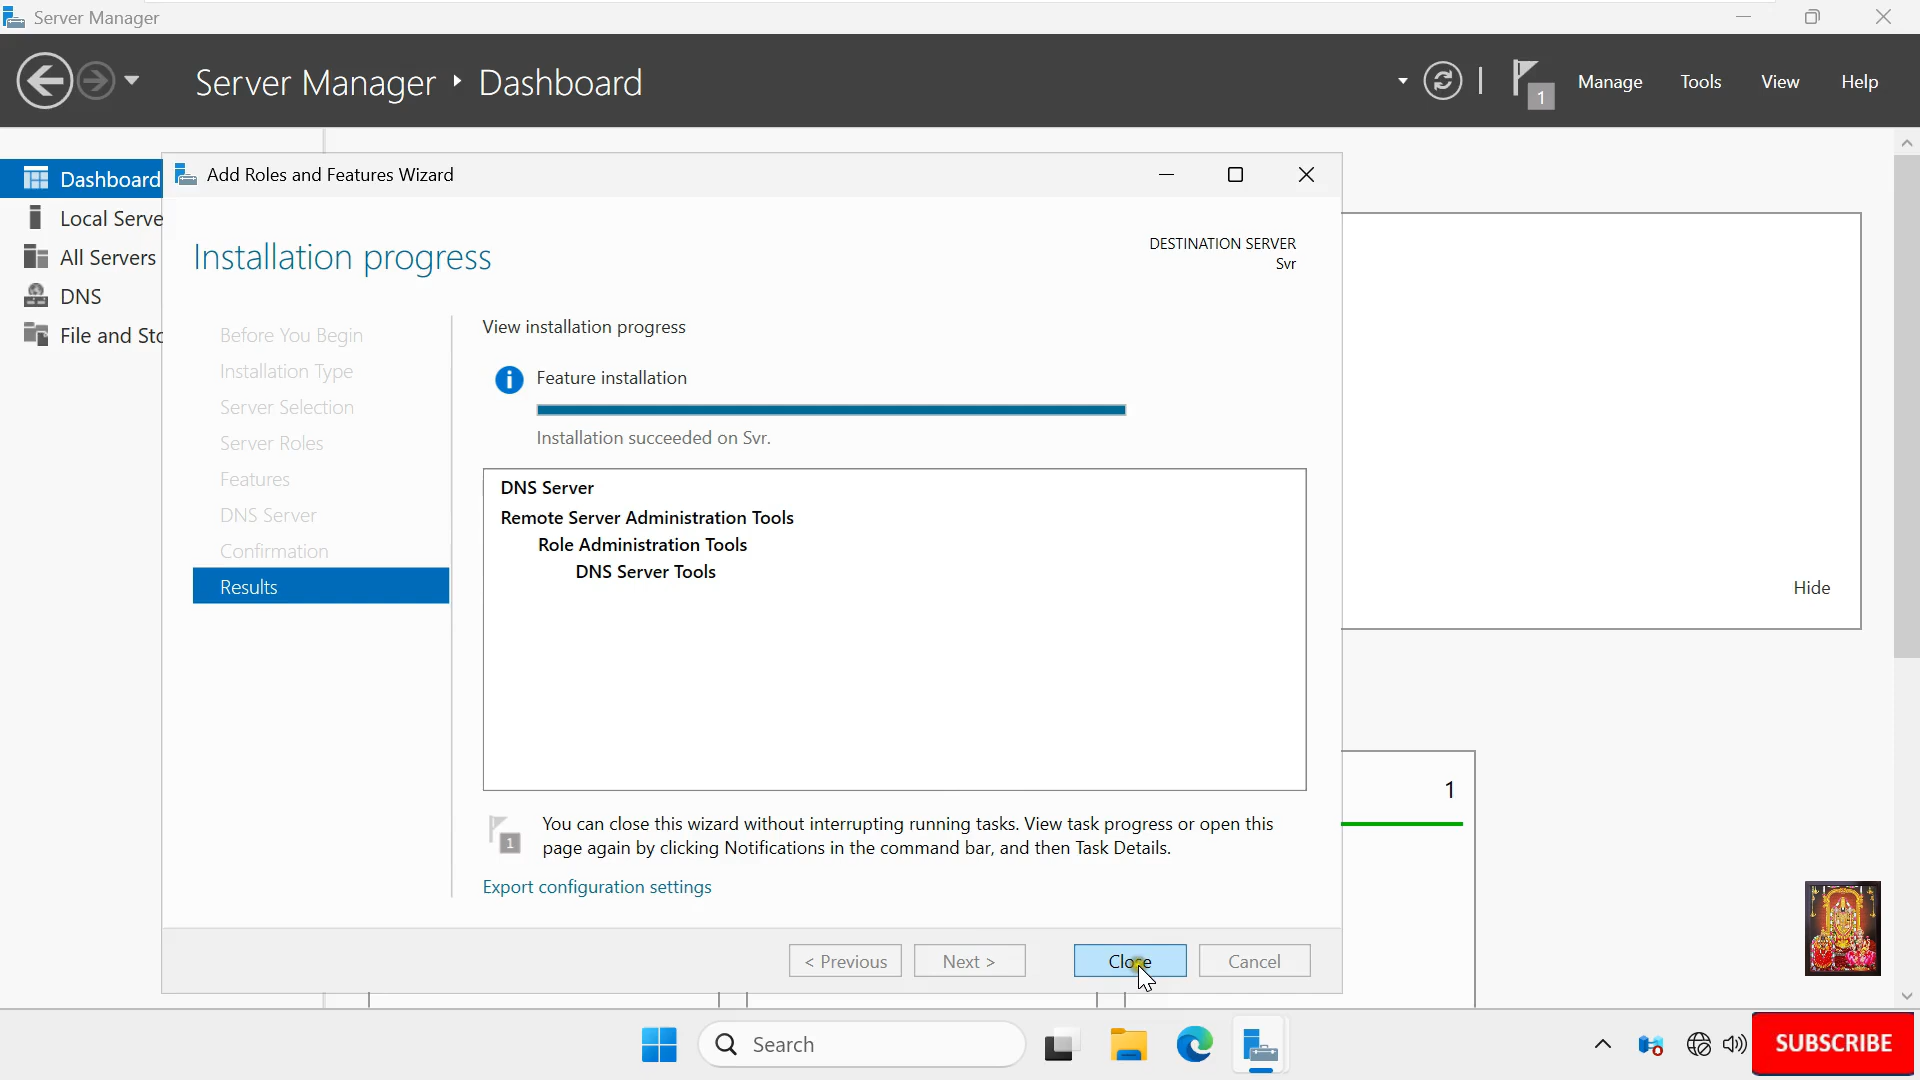 Server Manager
Server Manager Dashboard
1
Manage
Tools
View
Help
Dashboard
Local Serve
All Servers
DNS
File and Sto
Add Roles and Features Wizard
Installation progress
DESTINATION SERVER
Svr
Before You Begin
Installation Type
Server Selection
Server Roles
Features
DNS Server
Confirmation
Results
View installation progress
Feature installation
Installation succeeded on Svr.
DNS Server
Remote Server Administration Tools
Role Administration Tools
DNS Server Tools
1
You can close this wizard without interrupting running tasks. View task progress or open this
page again by clicking Notifications in the command bar, and then Task Details.
Export configuration settings
< Previous
Next >
Close
Cancel
Hide
1
Search
SUBSCRIBE